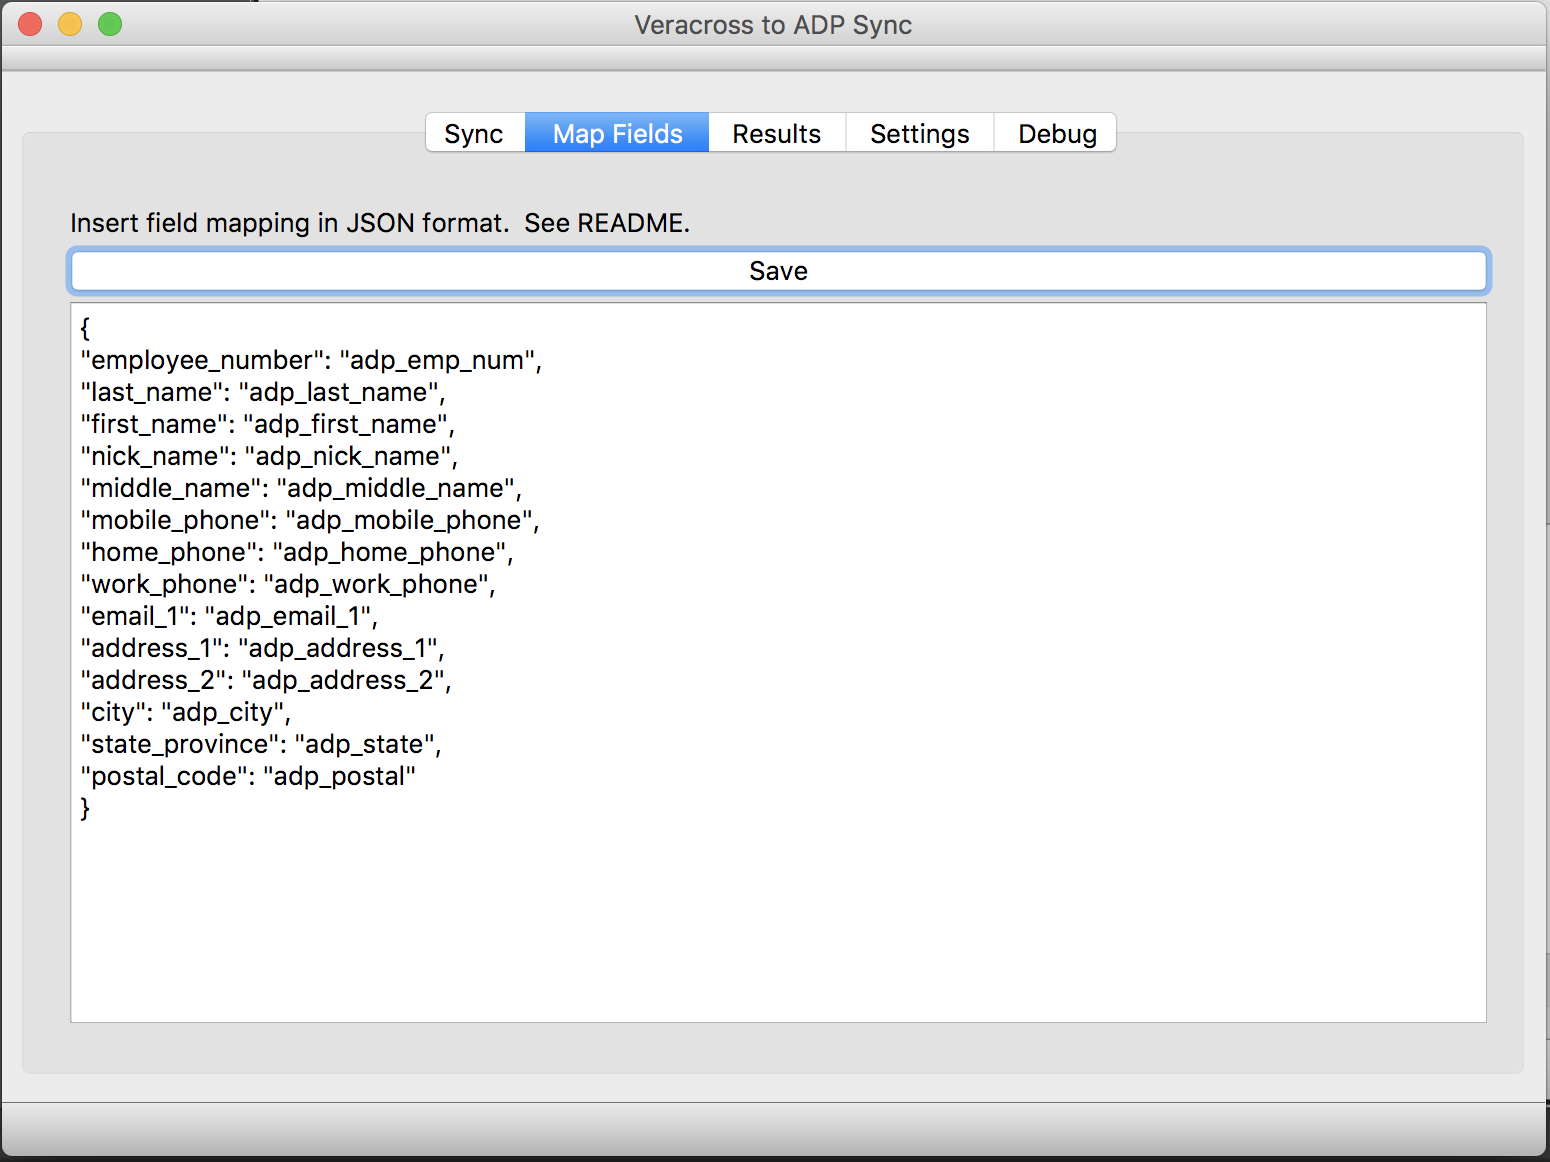 Veracross to ADP Sync
Sync Map Fields Results Settings Debug
Insert field mapping in JSON format.  See README.
Save
{
"employee_number": "adp_emp_num",
"last_name": "adp_last_name",
"first_name": "adp_first_name",
"nick_name": "adp_nick_name",
"middle_name": "adp_middle_name",
"mobile_phone": "adp_mobile_phone",
"home_phone": "adp_home_phone",
"work_phone": "adp_work_phone",
"email_1": "adp_email_1",
"address_1": "adp_address_1",
"address_2": "adp_address_2",
"city": "adp_city",
"state_province": "adp_state",
"postal_code": "adp_postal"
}